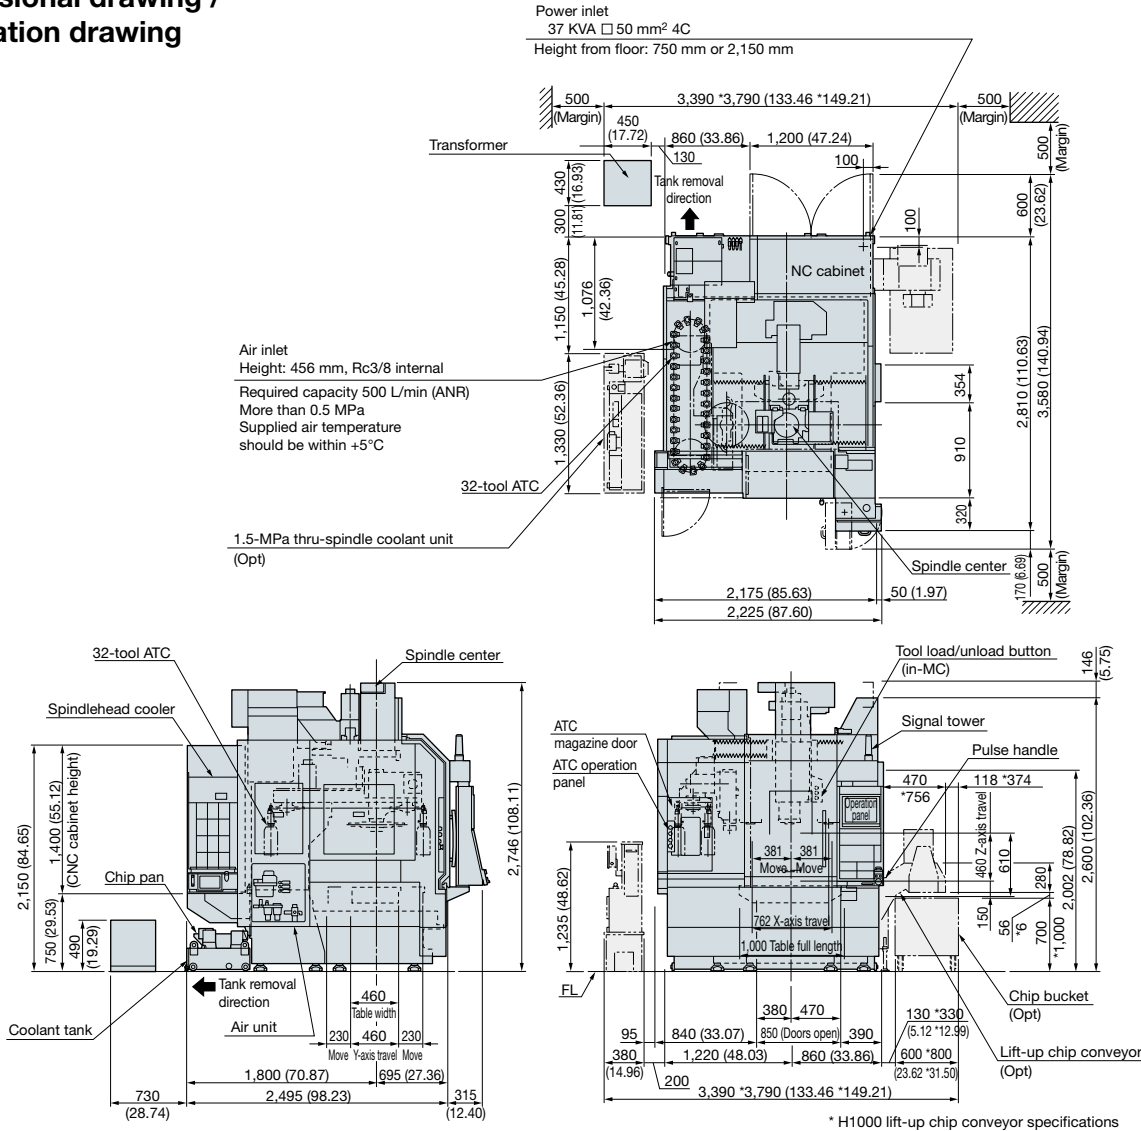 sional drawing /
ation drawing
Power inlet
37 KVA □ 50 mm² 4C
Height from floor: 750 mm or 2,150 mm
500
(Margin)
3,390 *3,790 (133.46 *149.21)
500
(Margin)
450
(17.72)
860 (33.86)
1,200 (47.24)
130
100
500
(Margin)
Transformer
430
(16.93)
300
(11.81)
Tank removal
direction
600
(23.62)
100
NC cabinet
1,150 (45.28)
1,076
(42.36)
Air inlet
Height: 456 mm, Rc3/8 internal
Required capacity 500 L/min (ANR)
More than 0.5 MPa
Supplied air temperature
should be within +5°C
1,330 (52.36)
354
910
320
2,810 (110.63)
3,580 (140.94)
32-tool ATC
1.5-MPa thru-spindle coolant unit
(Opt)
Spindle center
170 (6.69)
500
(Margin)
2,175 (85.63)
50 (1.97)
2,225 (87.60)
32-tool ATC
Spindle center
Spindlehead cooler
2,150 (84.65)
1,400 (55.12)
(CNC cabinet height)
Chip pan
750 (29.53)
490
(19.29)
2,746 (108.11)
Tank removal
direction
Coolant tank
Air unit
460
Table width
230
460
230
Move
Y-axis travel
Move
1,800 (70.87)
695 (27.36)
730
(28.74)
2,495 (98.23)
315
(12.40)
Tool load/unload button
(in-MC)
146
(5.75)
ATC
magazine door
ATC operation
panel
Signal tower
Pulse handle
470
*756
118 *374
Operation
panel
381
381
Move
Move
460 Z-axis travel
610
280
2,002 (78.82)
2,600 (102.36)
150
56
*6
700
*1,000
1,235 (48.62)
762 X-axis travel
1,000 Table full length
FL
Chip bucket
(Opt)
380
470
130 *330
(5.12 *12.99)
95
840 (33.07)
850 (Doors open)
390
Lift-up chip conveyor
(Opt)
380
(14.96)
1,220 (48.03)
860 (33.86)
600 *800
(23.62 *31.50)
200
3,390 *3,790 (133.46 *149.21)
* H1000 lift-up chip conveyor specifications